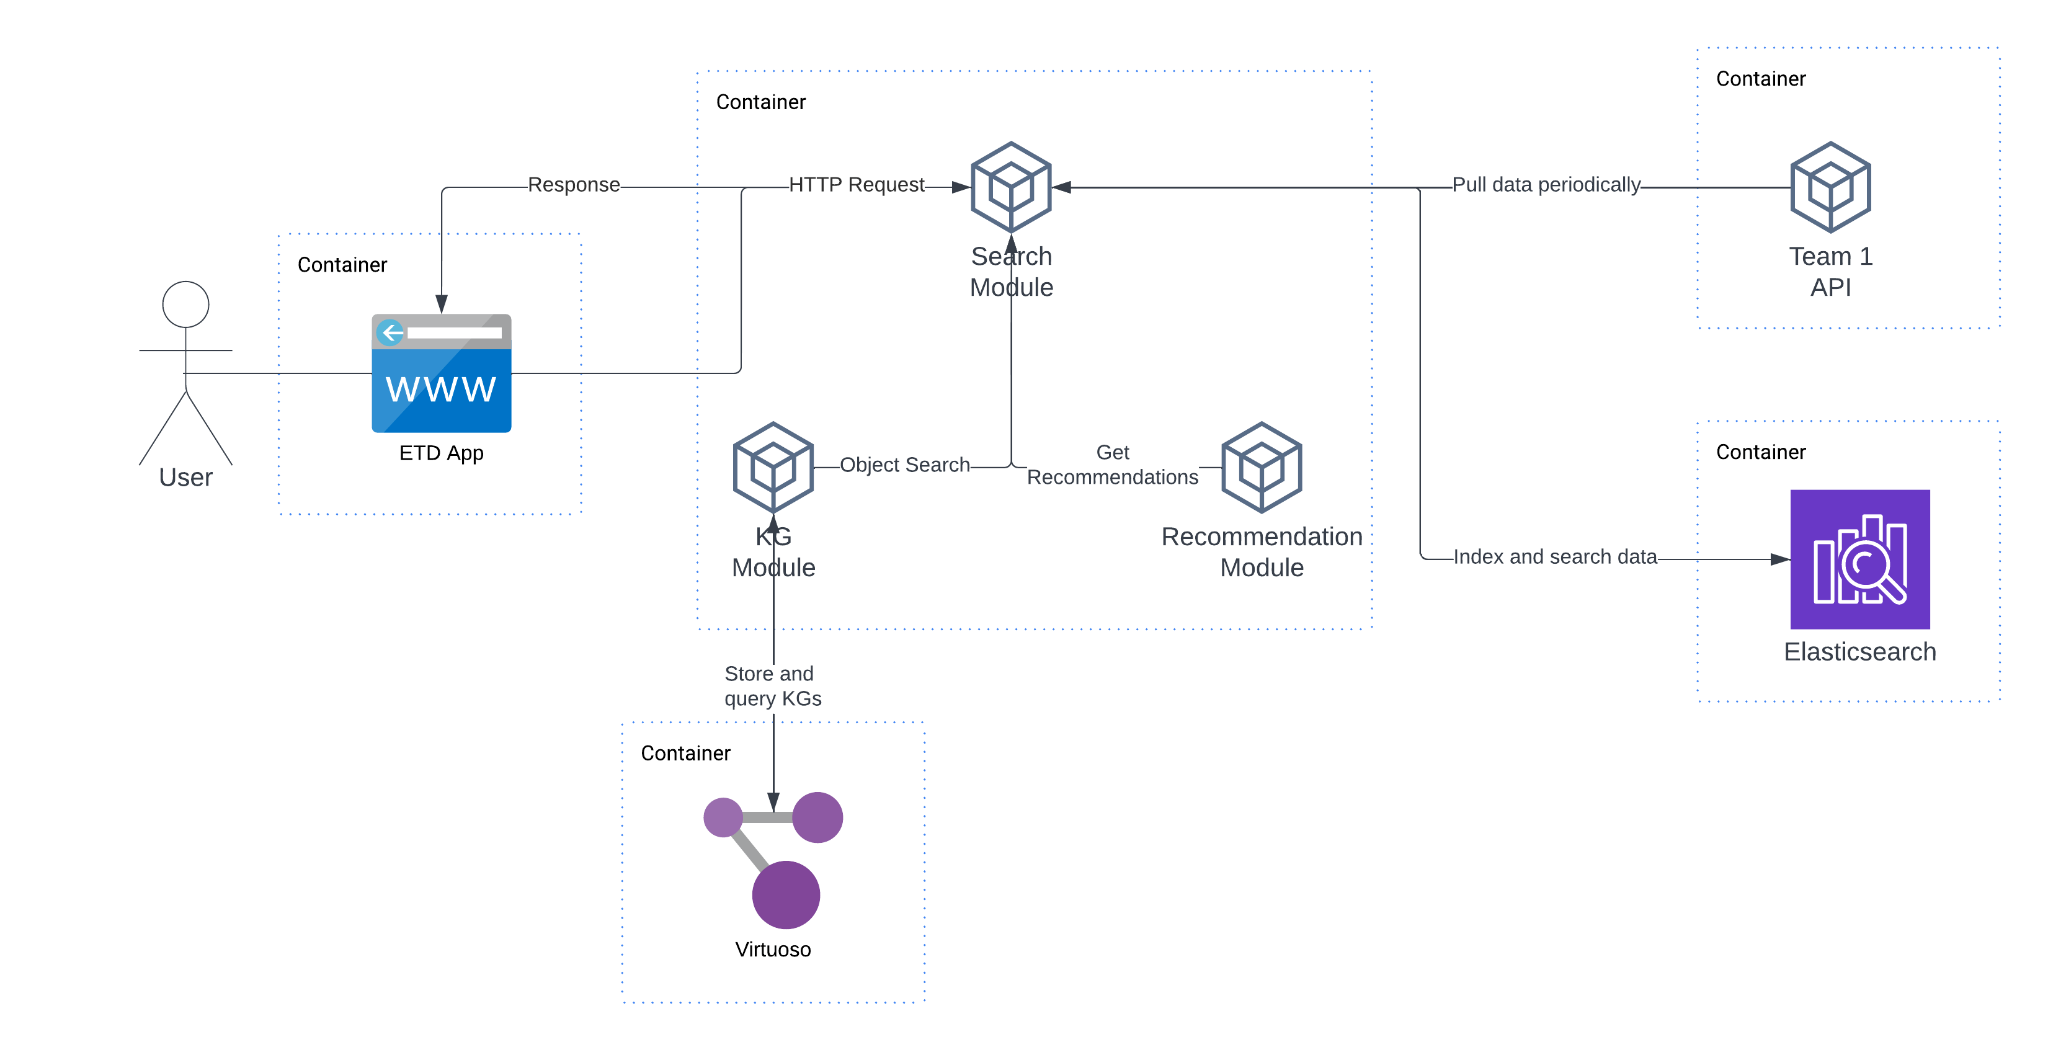 Container
Container
Response
HTTP Request
Pull data periodically
Search
Module
Team 1
API
Container
WWW
ETD App
User
Object Search
Get
Recommendations
Container
KG
Module
Recommendation
Module
Index and search data
Elasticsearch
Store and
query KGs
Container
Virtuoso